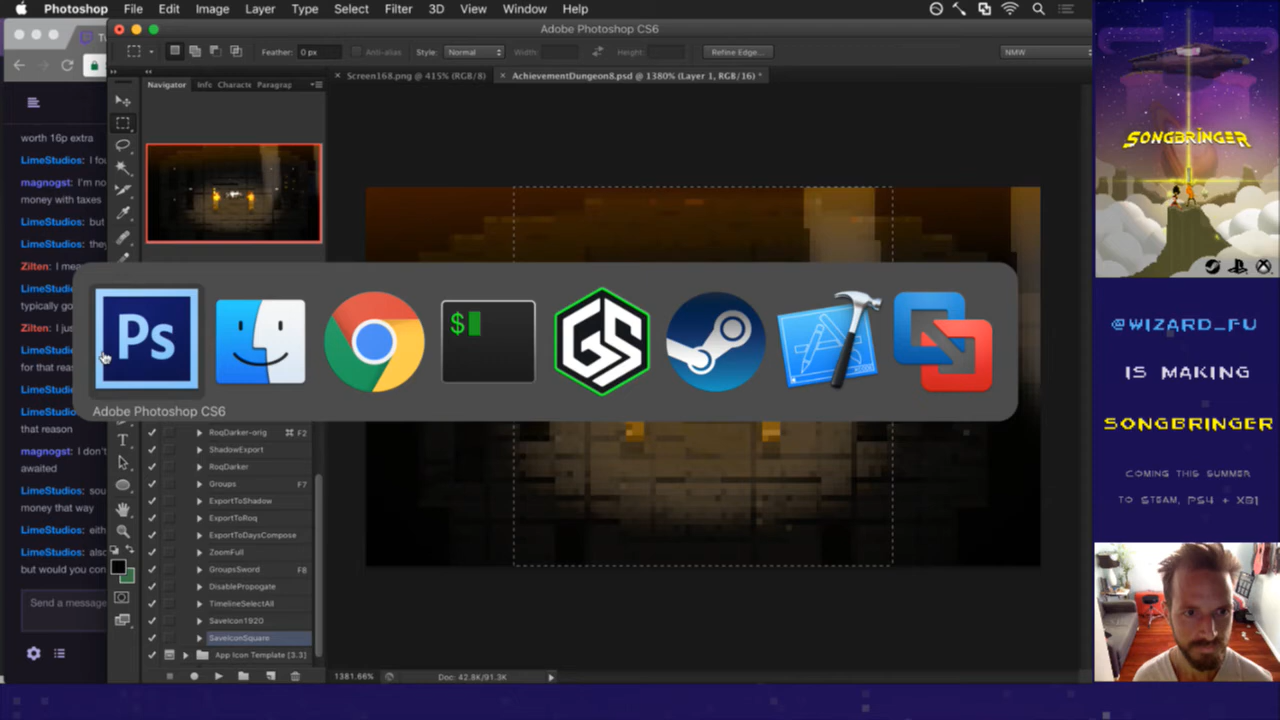 Photoshop File Edit Image Layer Type Select Filter 3D View Window Help
Adobe Photoshop CS6
Feather: 0 px Anti-alias Style: Normal Width: Height: Refine Edge... NMW
Navigator Info Charact Paragrap
Screen168.png @ 415% (RGB/8) AchievementDungeon8.psd @ 1380% (Layer 1, RGB/16) *
worth 16p extra
LimeStudios: I fou
magnogst: I'm no
money with taxes
LimeStudios: but
LimeStudios: they
Zilten: I mea
LimeStudios:
typically go
Zilten: I jus
LimeStudios:
for that reas
LimeStudios:
LimeStudios:
that reason
magnogst: I don'
awaited
LimeStudios: sou
money that way
LimeStudios: eith
LimeStudios: also
but would you con
Send a message
Ps
$
GS
Adobe Photoshop CS6
RoqDarker-orig ⌘ F2
ShadowExport
RoqDarker
Groups F7
ExportToShadow
ExportToRoq
ExportToDaysCompose
ZoomFull
GroupsSword F8
DisablePropogate
TimelineSelectAll
SaveIcon1920
SaveIconSquare
App Icon Template [3.3]
1381.66% Doc: 42.8K/91.3K
SONGBRINGER
@WIZARD_FU
IS MAKING
SONGBRINGER
COMING THIS SUMMER
TO STEAM, PS4 + XB1